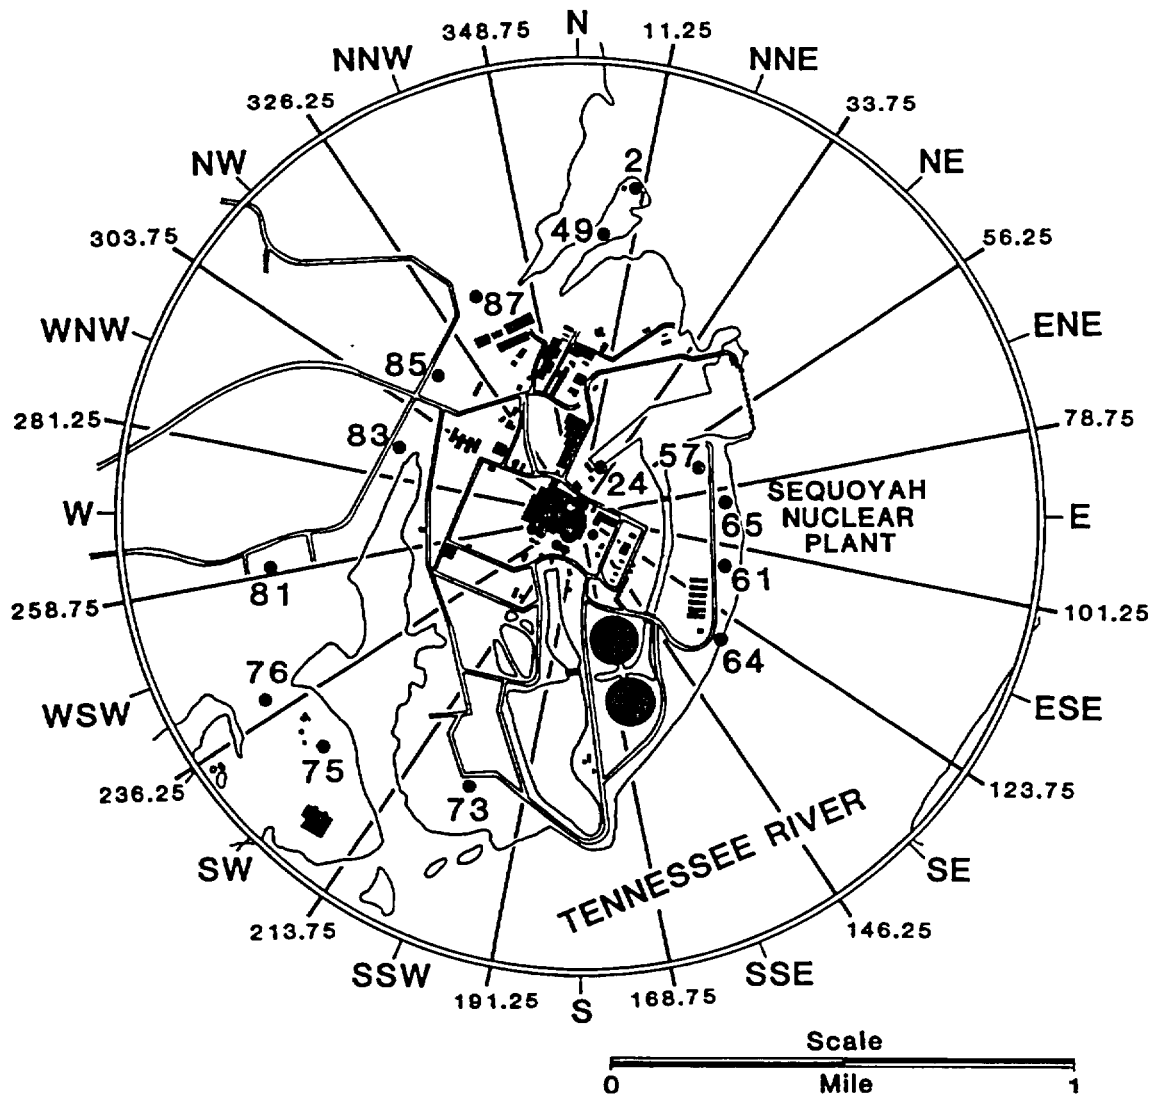 N
348.75
11.25
NNW
NNE
326.25
33.75
NW
2
NE
49
303.75
56.25
87
WNW
ENE
85
281.25
78.75
83
57
24
SEQUOYAH
NUCLEAR
PLANT
W
65
E
81
61
258.75
101.25
64
76
WSW
ESE
75
236.25
73
123.75
TENNESSEE RIVER
SW
SE
213.75
146.25
SSW
SSE
191.25
S
168.75
Scale
0
Mile
1